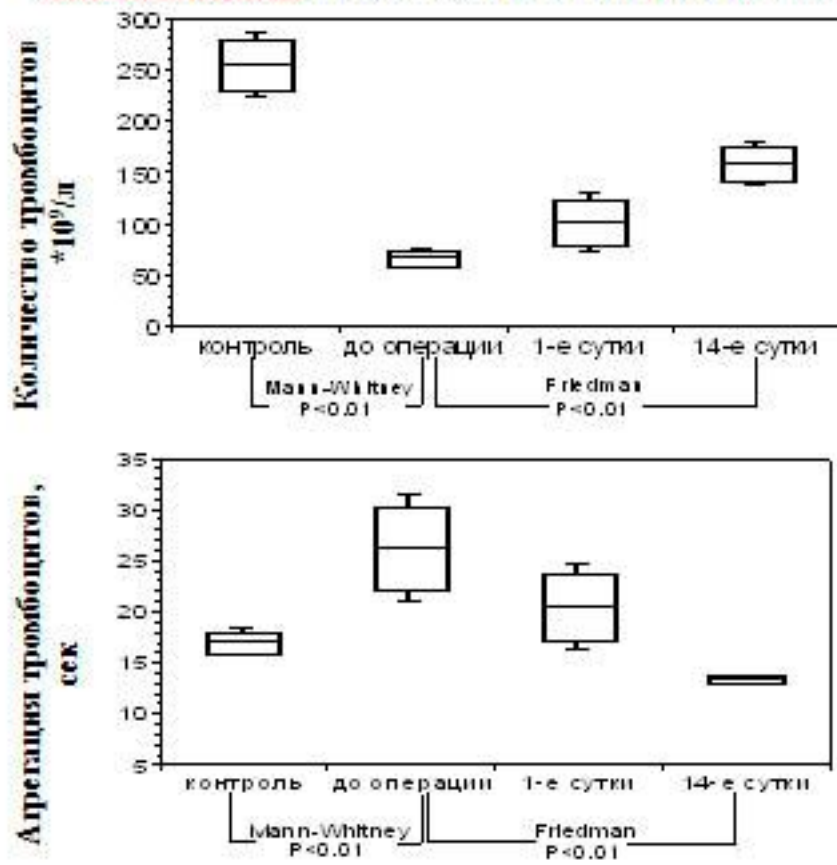 Количество тромбоцитов
*10⁹/л
300
250
200
150
100
50
0
контроль до операции 1-е сутки 14-е сутки
Mann-Whitney Friedman
P<0.01 P<0.01
Агрегация тромбоцитов,
сек
35
30
25
20
15
10
5
контроль до операции 1-е сутки 14-е сутки
Mann-Whitney Friedman
P<0.01 P<0.01